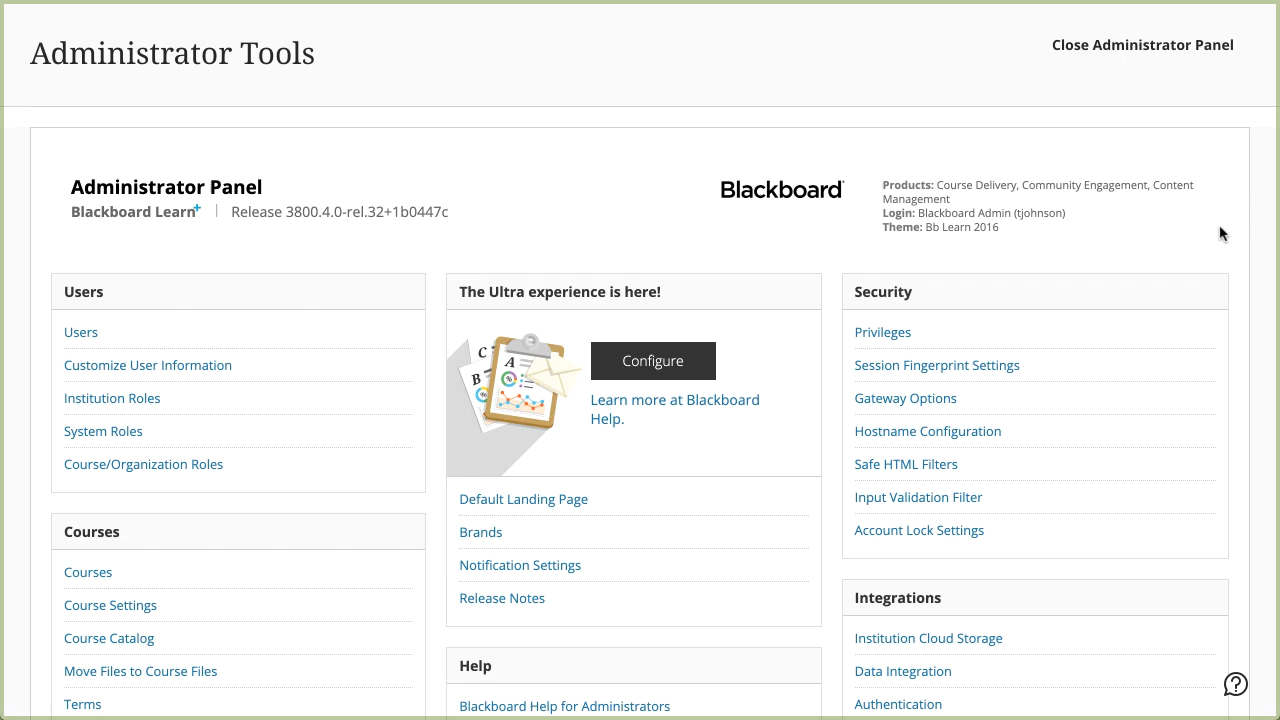 Administrator Tools
Close Administrator Panel
Administrator Panel
Blackboard Learn+ | Release 3800.4.0-rel.32+1b0447c
Blackboard
Products: Course Delivery, Community Engagement, Content
Management
Login: Blackboard Admin (tjohnson)
Theme: Bb Learn 2016
Users
Users
Customize User Information
Institution Roles
System Roles
Course/Organization Roles
Courses
Courses
Course Settings
Course Catalog
Move Files to Course Files
Terms
The Ultra experience is here!
C
A
B
Configure
Learn more at Blackboard
Help.
Default Landing Page
Brands
Notification Settings
Release Notes
Help
Blackboard Help for Administrators
Security
Privileges
Session Fingerprint Settings
Gateway Options
Hostname Configuration
Safe HTML Filters
Input Validation Filter
Account Lock Settings
Integrations
Institution Cloud Storage
Data Integration
Authentication